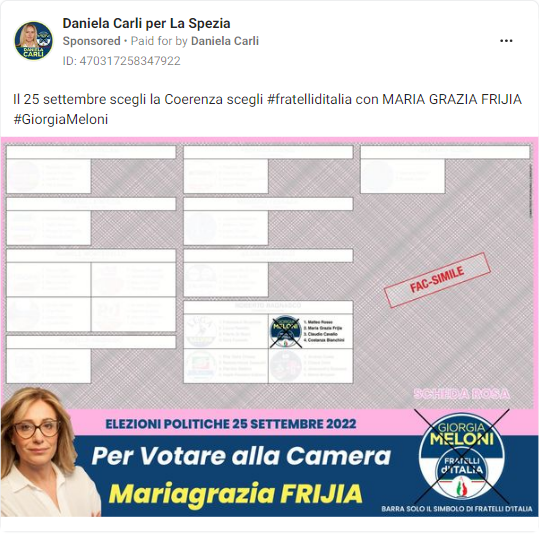 Daniela Carli per La Spezia
Sponsored • Paid for by Daniela Carli
ID: 470317258347922
Il 25 settembre scegli la Coerenza scegli #fratelliditalia con MARIA GRAZIA FRIJIA
#GiorgiaMeloni
FAC-SIMILE
GIORGIA
MELONI
1. Matteo Rosso
2. Maria Grazia Frijia
3. Claudio Cavallo
4. Costanza Bianchini
SCHEDA ROSA
ELEZIONI POLITICHE 25 SETTEMBRE 2022
Per Votare alla Camera
Mariagrazia FRIJIA
GIORGIA
MELONI
FRATELLI
d'ITALIA
BARRA SOLO IL SIMBOLO DI FRATELLI D'ITALIA